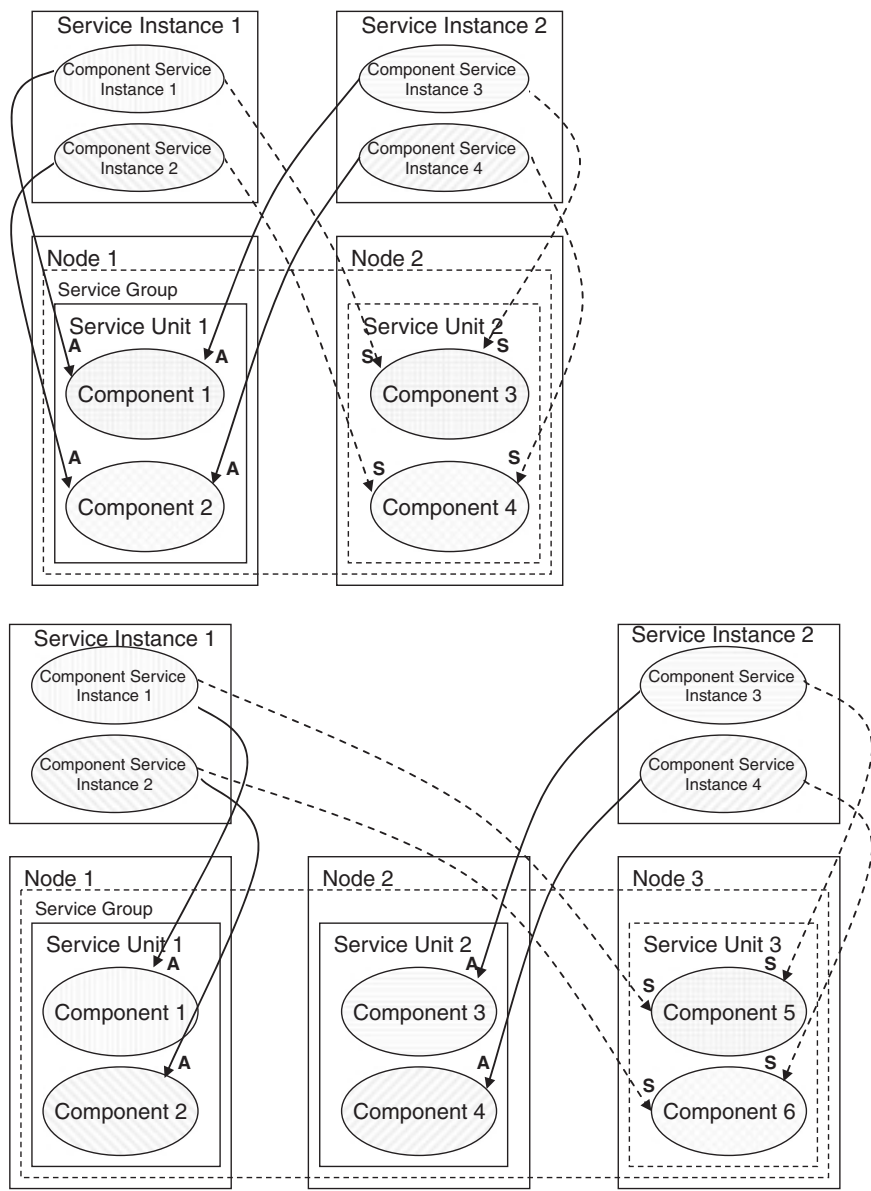 Service Instance 1
Component Service
Instance 1
Component Service
Instance 2
Service Instance 2
Component Service
Instance 3
Component Service
Instance 4
Node 1
Service Group
Service Unit 1
A
A
Component 1
A
A
Component 2
Node 2
Service Unit 2
S
S
Component 3
S
S
Component 4
Service Instance 1
Component Service
Instance 1
Component Service
Instance 2
Service Instance 2
Component Service
Instance 3
Component Service
Instance 4
Node 1
Service Group
Service Unit 1
A
Component 1
A
Component 2
Node 2
Service Unit 2
A
Component 3
A
Component 4
Node 3
Service Unit 3
S
S
Component 5
S
S
Component 6